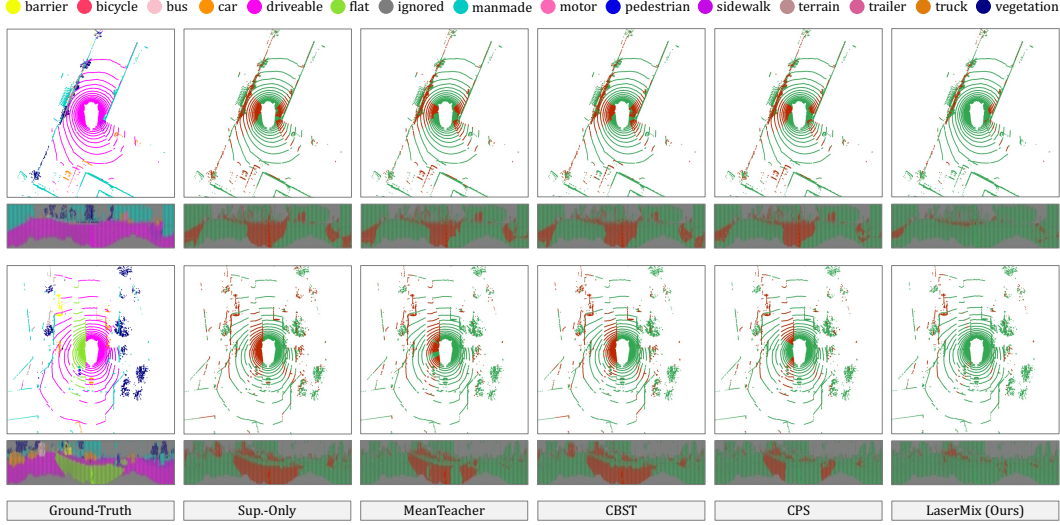 barrier bicycle bus car driveable flat ignored manmade motor pedestrian sidewalk terrain trailer truck vegetation
Ground-Truth Sup.-Only MeanTeacher CBST CPS LaserMix (Ours)